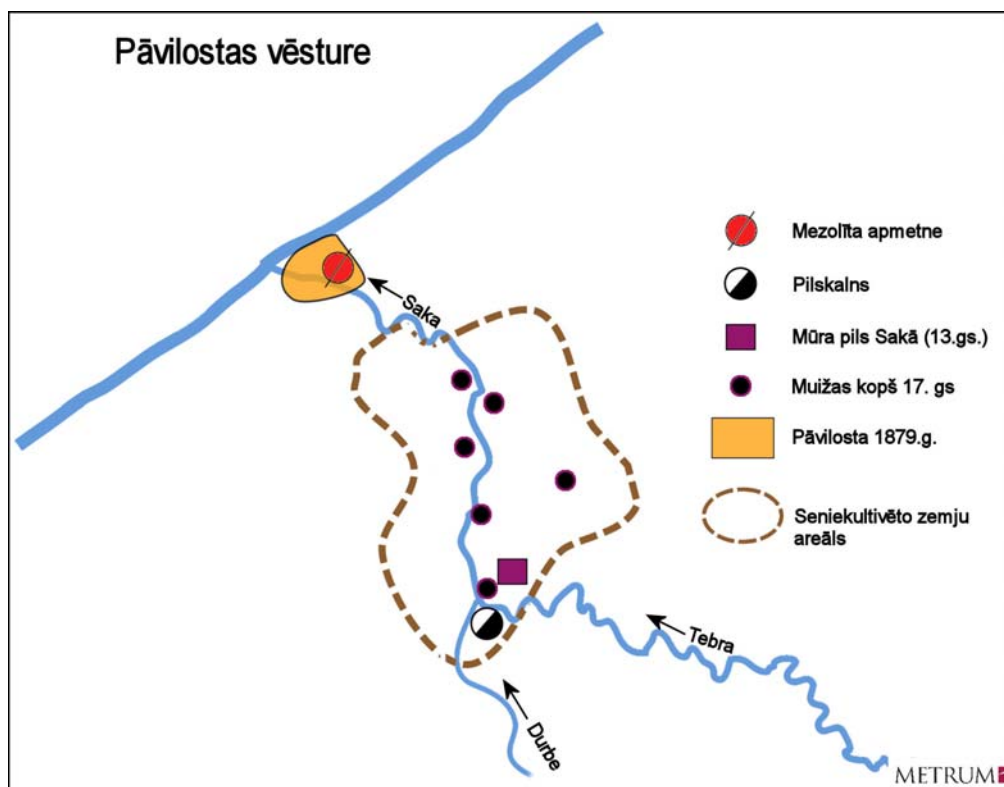 Pāvilostas vēsture
Mezolīta apmetne
Pilskalns
Mūra pils Sakā (13.gs.)
Muižas kopš 17. gs
Pāvilosta 1879.g.
Seniekultivēto zemju
areāls
Saka
Tebra
Durbe
METRUM